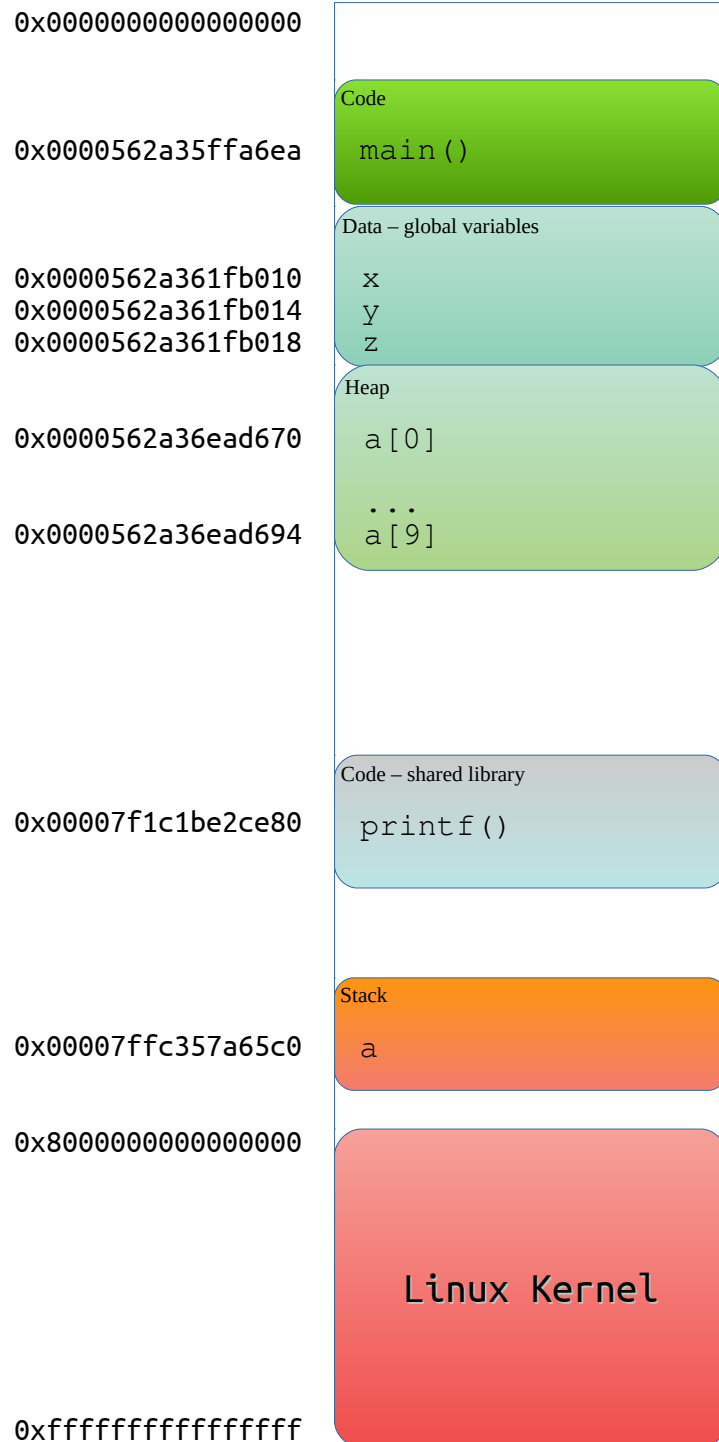 0x0000000000000000
Code
0x0000562a35ffa6ea main()
Data – global variables
0x0000562a361fb010 x
0x0000562a361fb014 y
0x0000562a361fb018 z
Heap
0x0000562a36ead670 a[0]
...
0x0000562a36ead694 a[9]
Code – shared library
0x00007f1c1be2ce80 printf()
Stack
0x00007ffc357a65c0 a
0x8000000000000000
Linux Kernel
0xffffffffffffffff